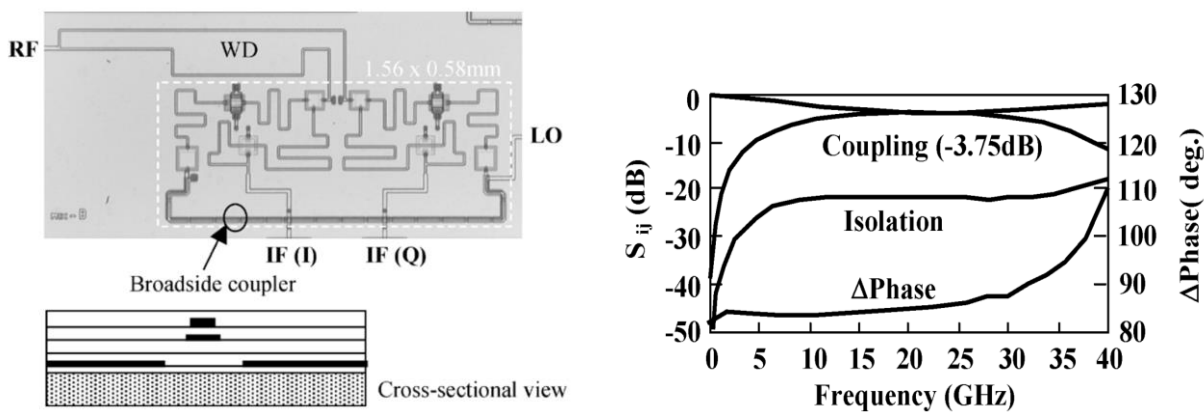 RF
WD
1.56 x 0.58mm
LO
IF (I)
IF (Q)
Broadside coupler
Cross-sectional view
0
-10
-20
-30
-40
-50
S ij (dB)
Coupling (-3.75dB)
Isolation
ΔPhase
130
120
110
100
90
80
ΔPhase( deg.)
0 5 10 15 20 25 30 35 40
Frequency (GHz)